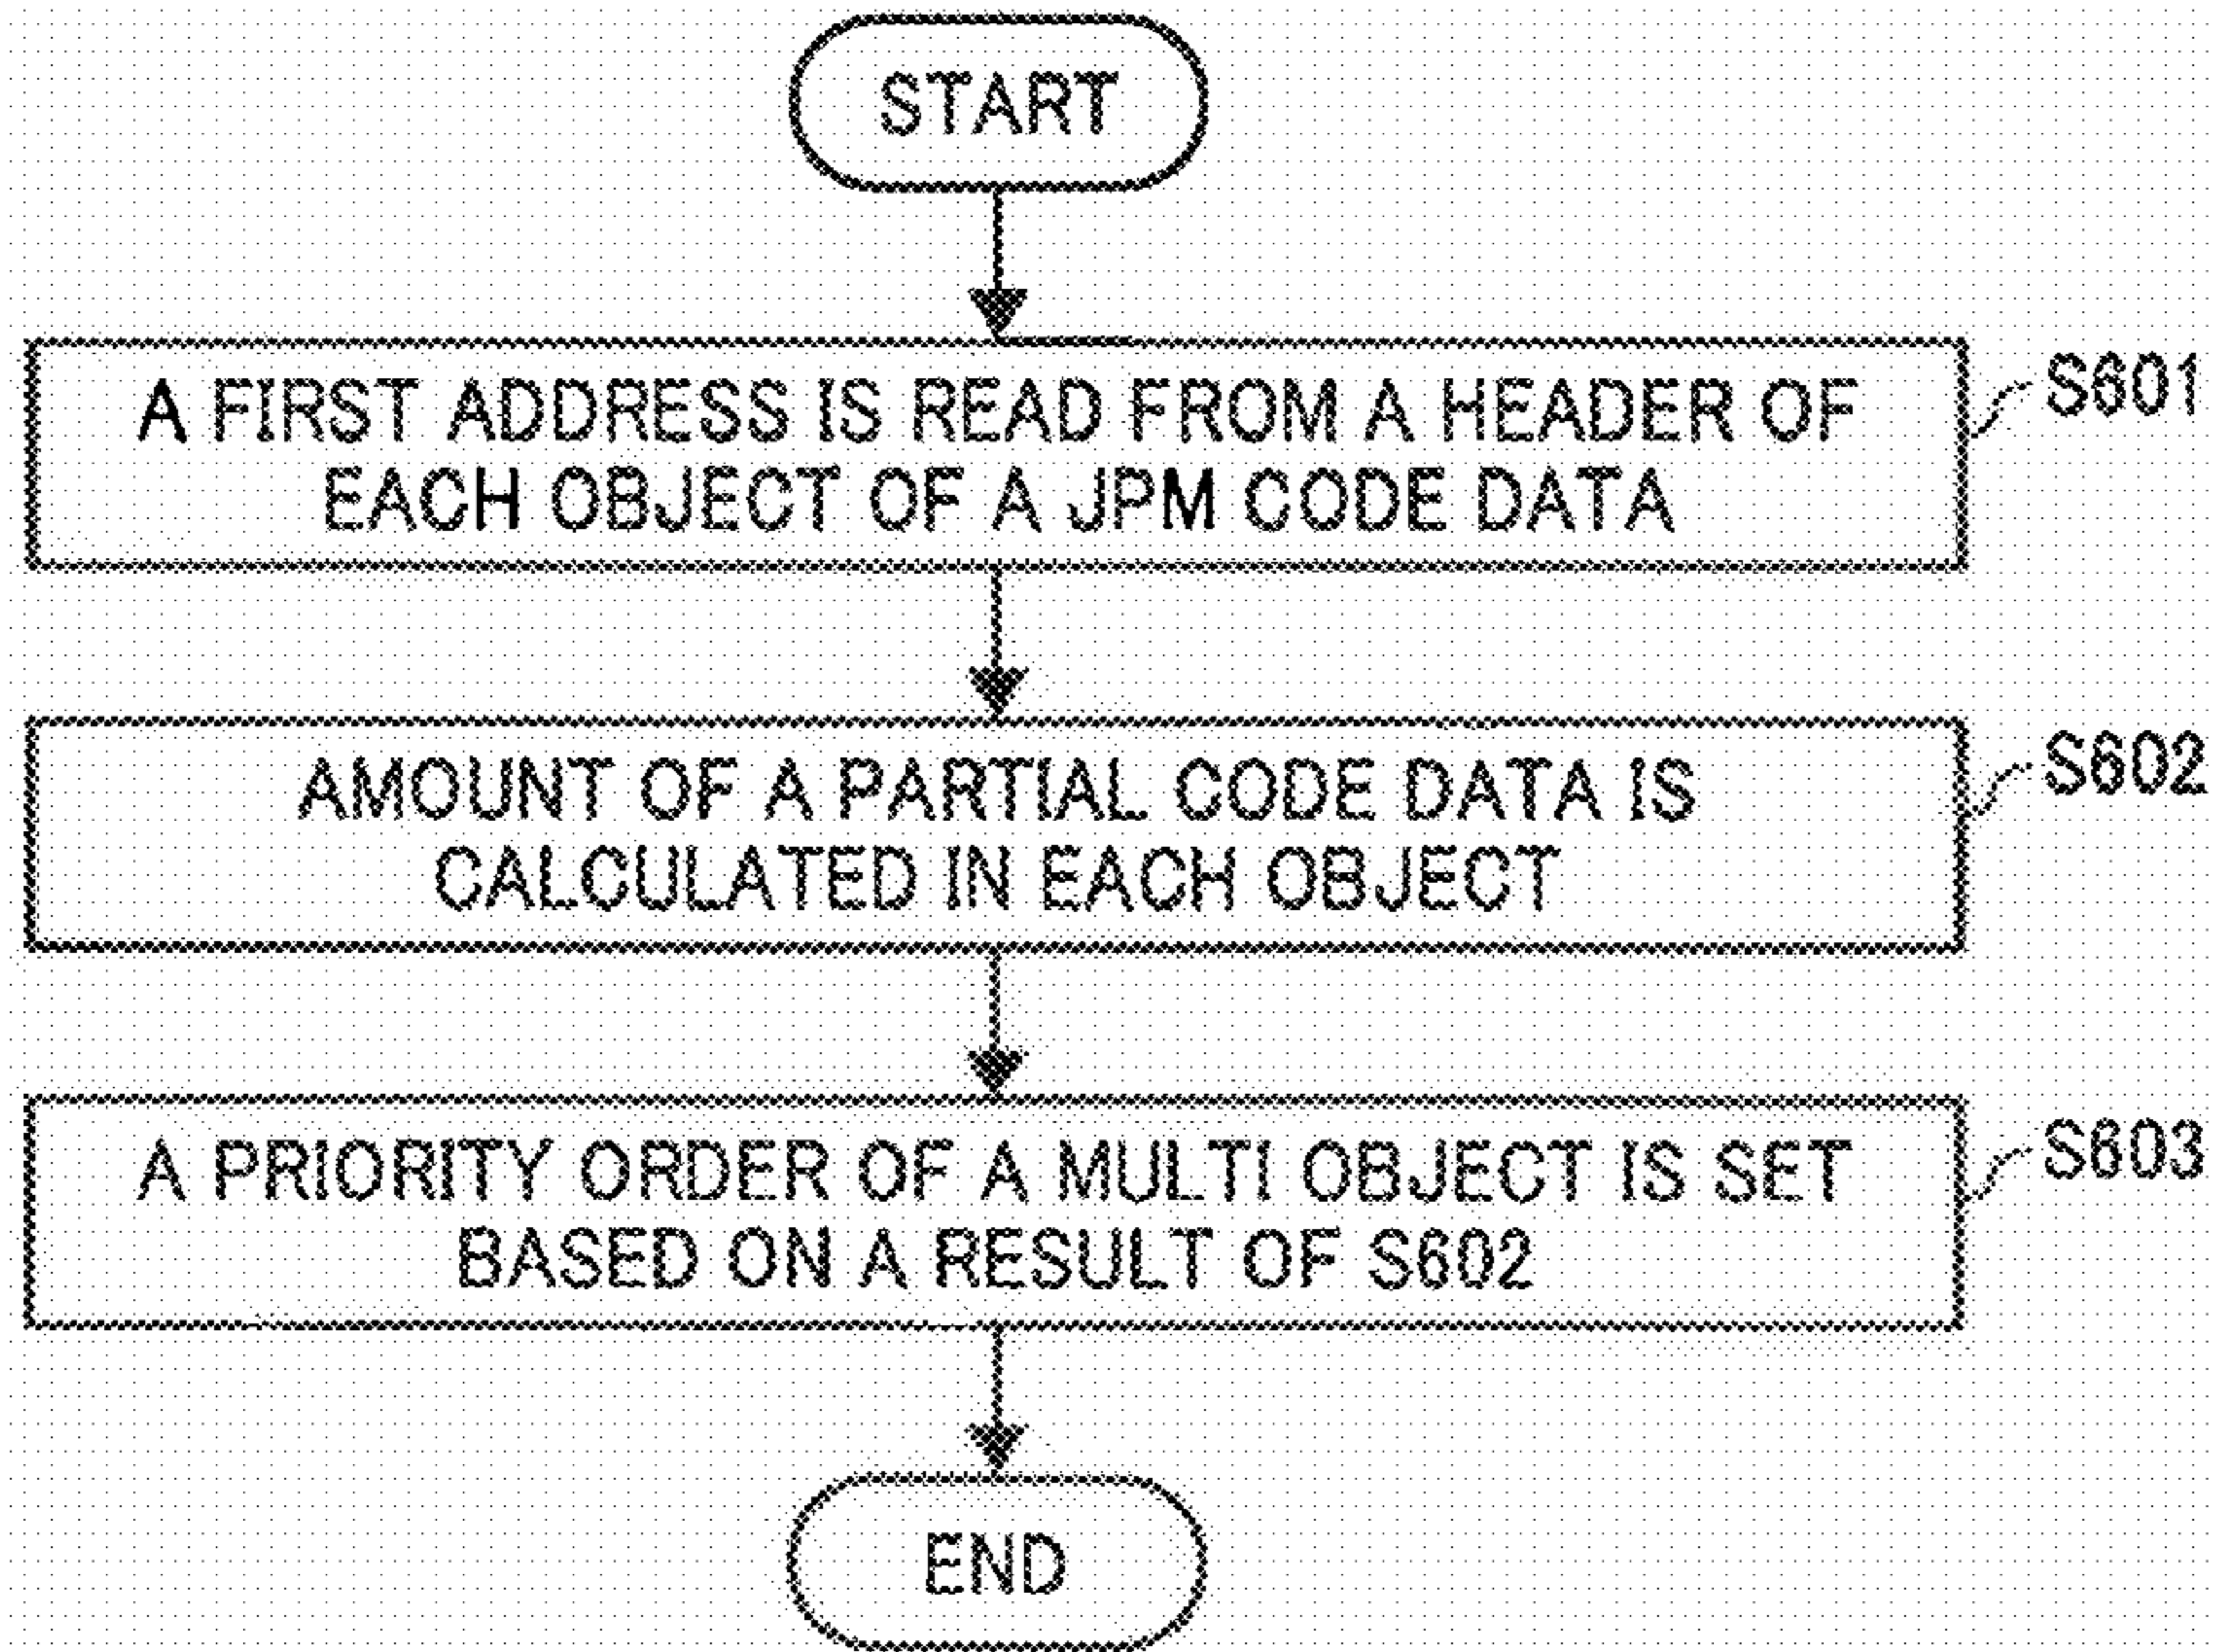 START
A FIRST ADDRESS IS READ FROM A HEADER OF
EACH OBJECT OF A JPM CODE DATA
S601
AMOUNT OF A PARTIAL CODE DATA IS
CALCULATED IN EACH OBJECT
S602
A PRIORITY ORDER OF A MULTI OBJECT IS SET
BASED ON A RESULT OF S602
S603
END